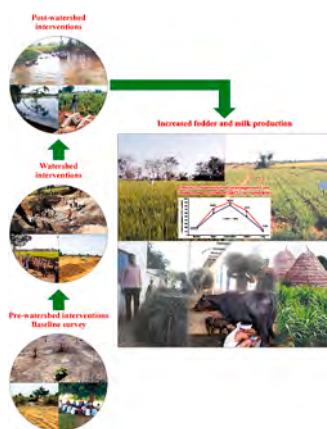 Post-watershed
interventions
Increased fodder and milk production
Watershed
interventions
Pre-watershed interventions
Baseline survey